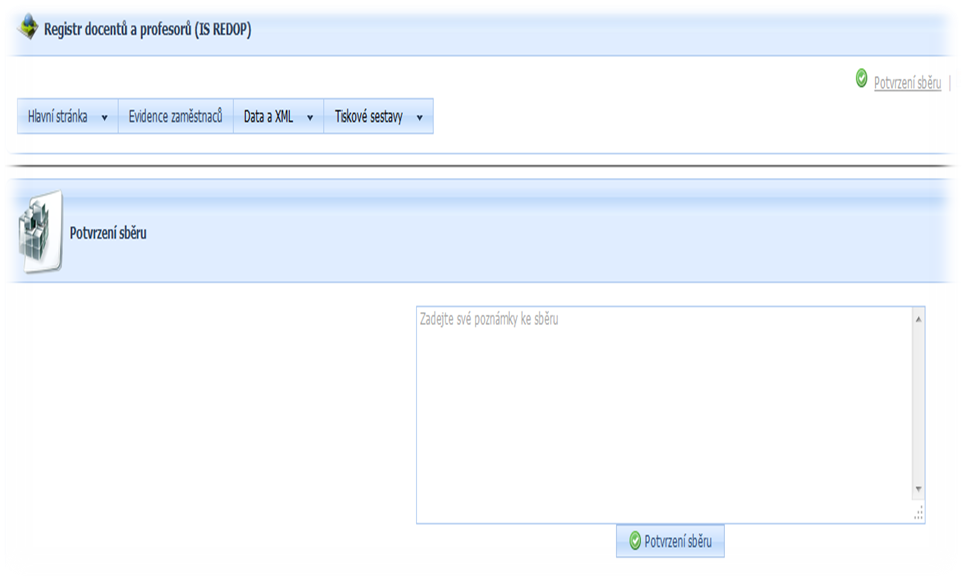 Registr docentů a profesorů (IS REDOP)
Potvrzení sběru |
Hlavní stránka Evidence zaměstnaců Data a XML Tiskové sestavy
Potvrzení sběru
Zadejte své poznámky ke sběru
Potvrzení sběru